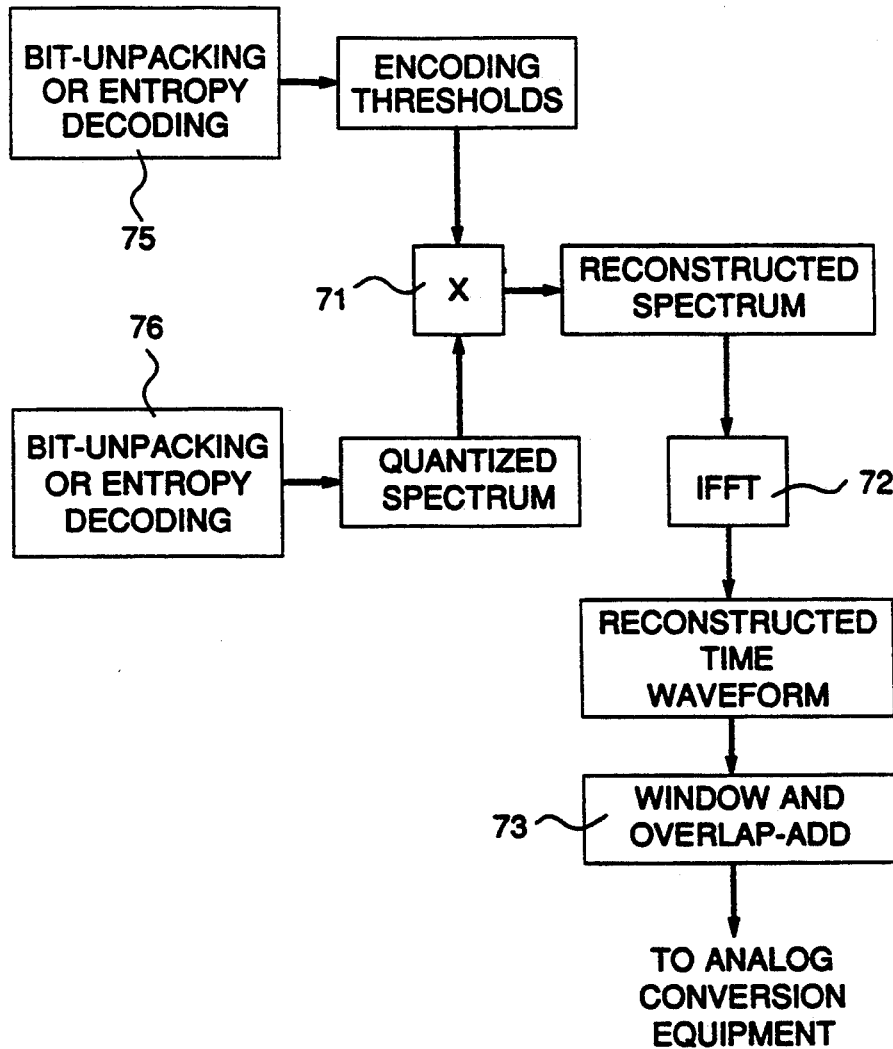 BIT-UNPACKING
OR ENTROPY
DECODING
ENCODING
THRESHOLDS
75
71
X
RECONSTRUCTED
SPECTRUM
76
BIT-UNPACKING
OR ENTROPY
DECODING
QUANTIZED
SPECTRUM
IFFT
72
RECONSTRUCTED
TIME
WAVEFORM
73
WINDOW AND
OVERLAP-ADD
TO ANALOG
CONVERSION
EQUIPMENT